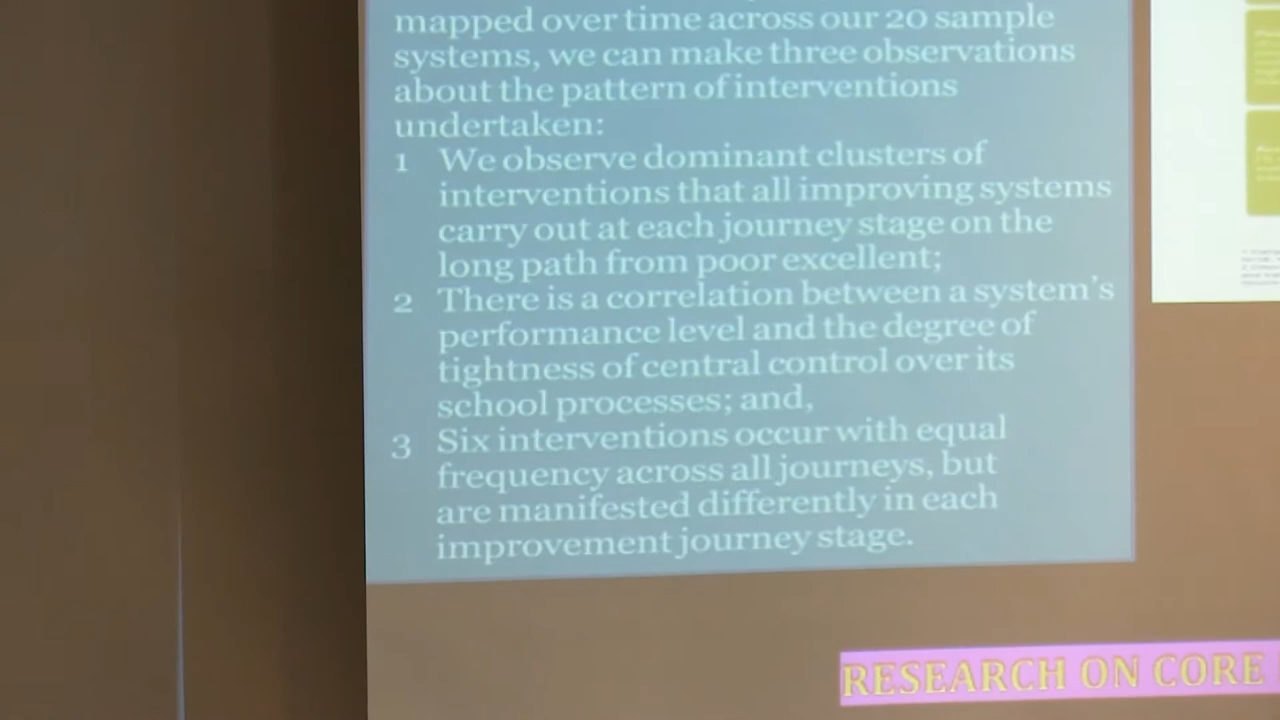 mapped over time across our 20 sample
systems, we can make three observations
about the pattern of interventions
undertaken:
1 We observe dominant clusters of
interventions that all improving systems
carry out at each journey stage on the
long path from poor excellent;
2 There is a correlation between a system's
performance level and the degree of
tightness of central control over its
school processes; and,
3 Six interventions occur with equal
frequency across all journeys, but
are manifested differently in each
improvement journey stage.
RESEARCH ON CORE